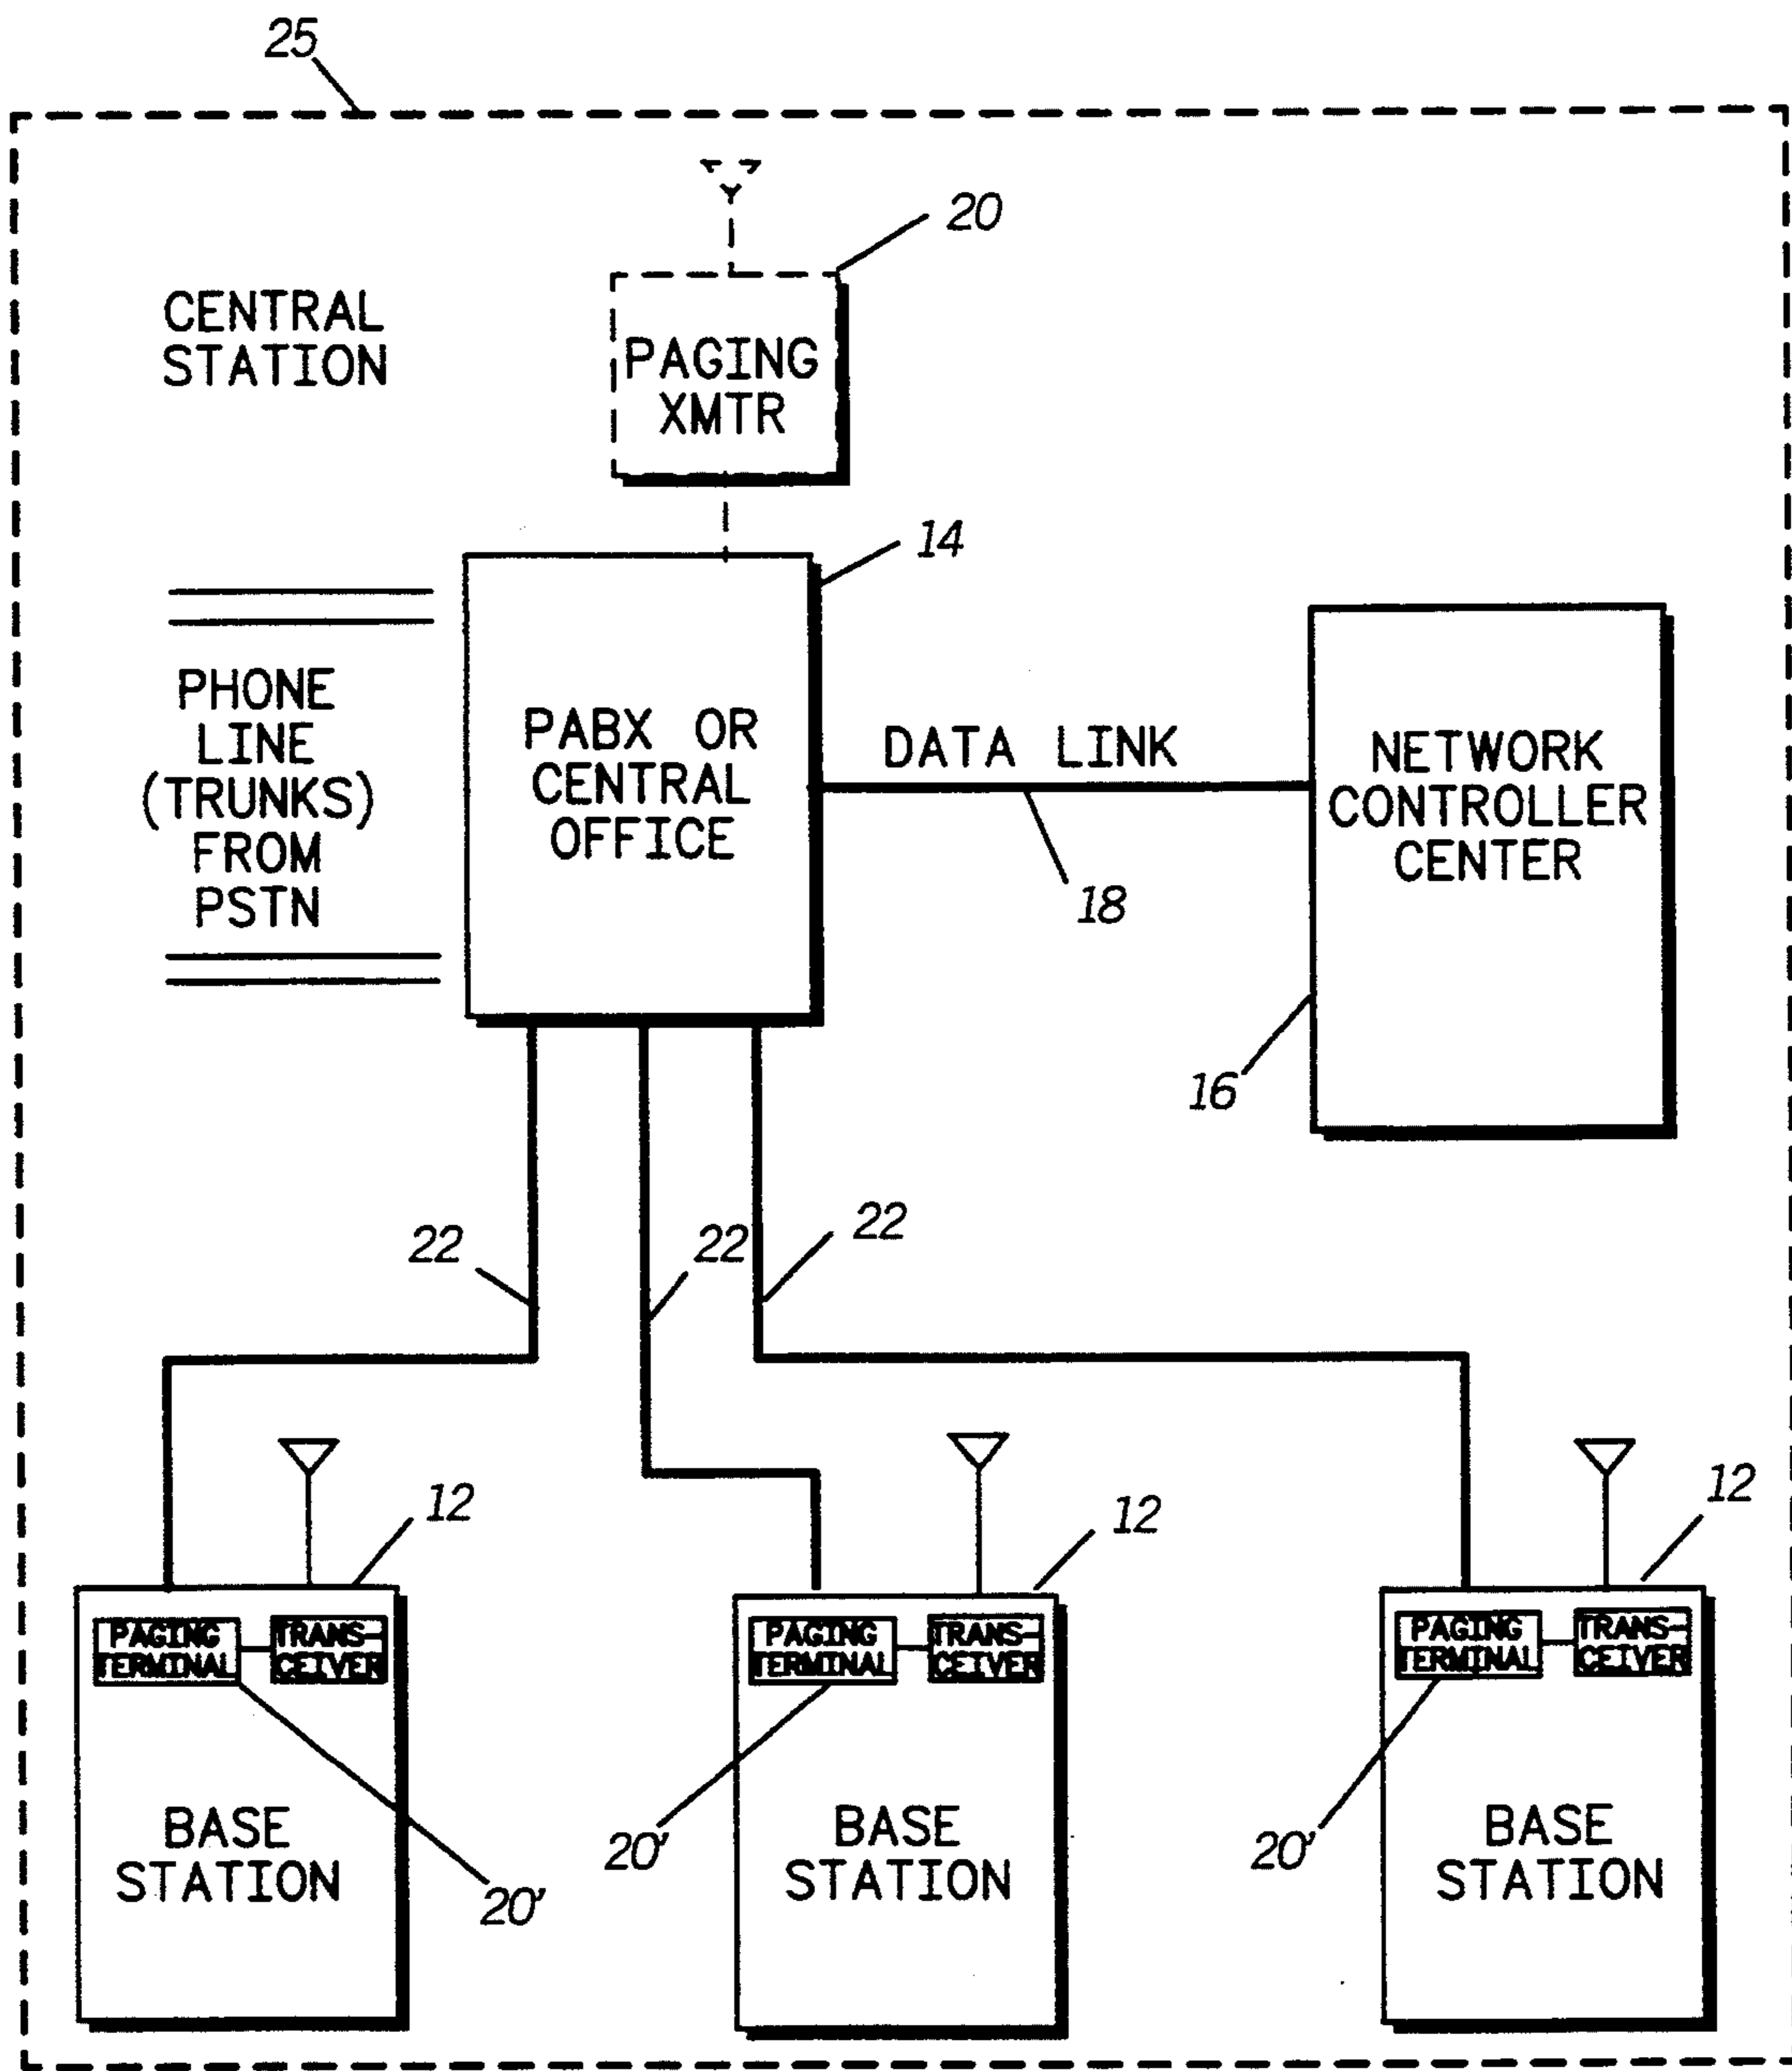 25
CENTRAL
STATION
20
PAGING
XMTR
14
PHONE
LINE
(TRUNKS)
FROM
PSTN
PABX OR
CENTRAL
OFFICE
DATA LINK
18
NETWORK
CONTROLLER
CENTER
16
22
22
22
12
12
12
PAGING
TERMINAL
TRANS-
CEIVER
PAGING
TERMINAL
TRANS-
CEIVER
PAGING
TERMINAL
TRANS-
CEIVER
BASE
STATION
20'
20'
BASE
STATION
20'
BASE
STATION